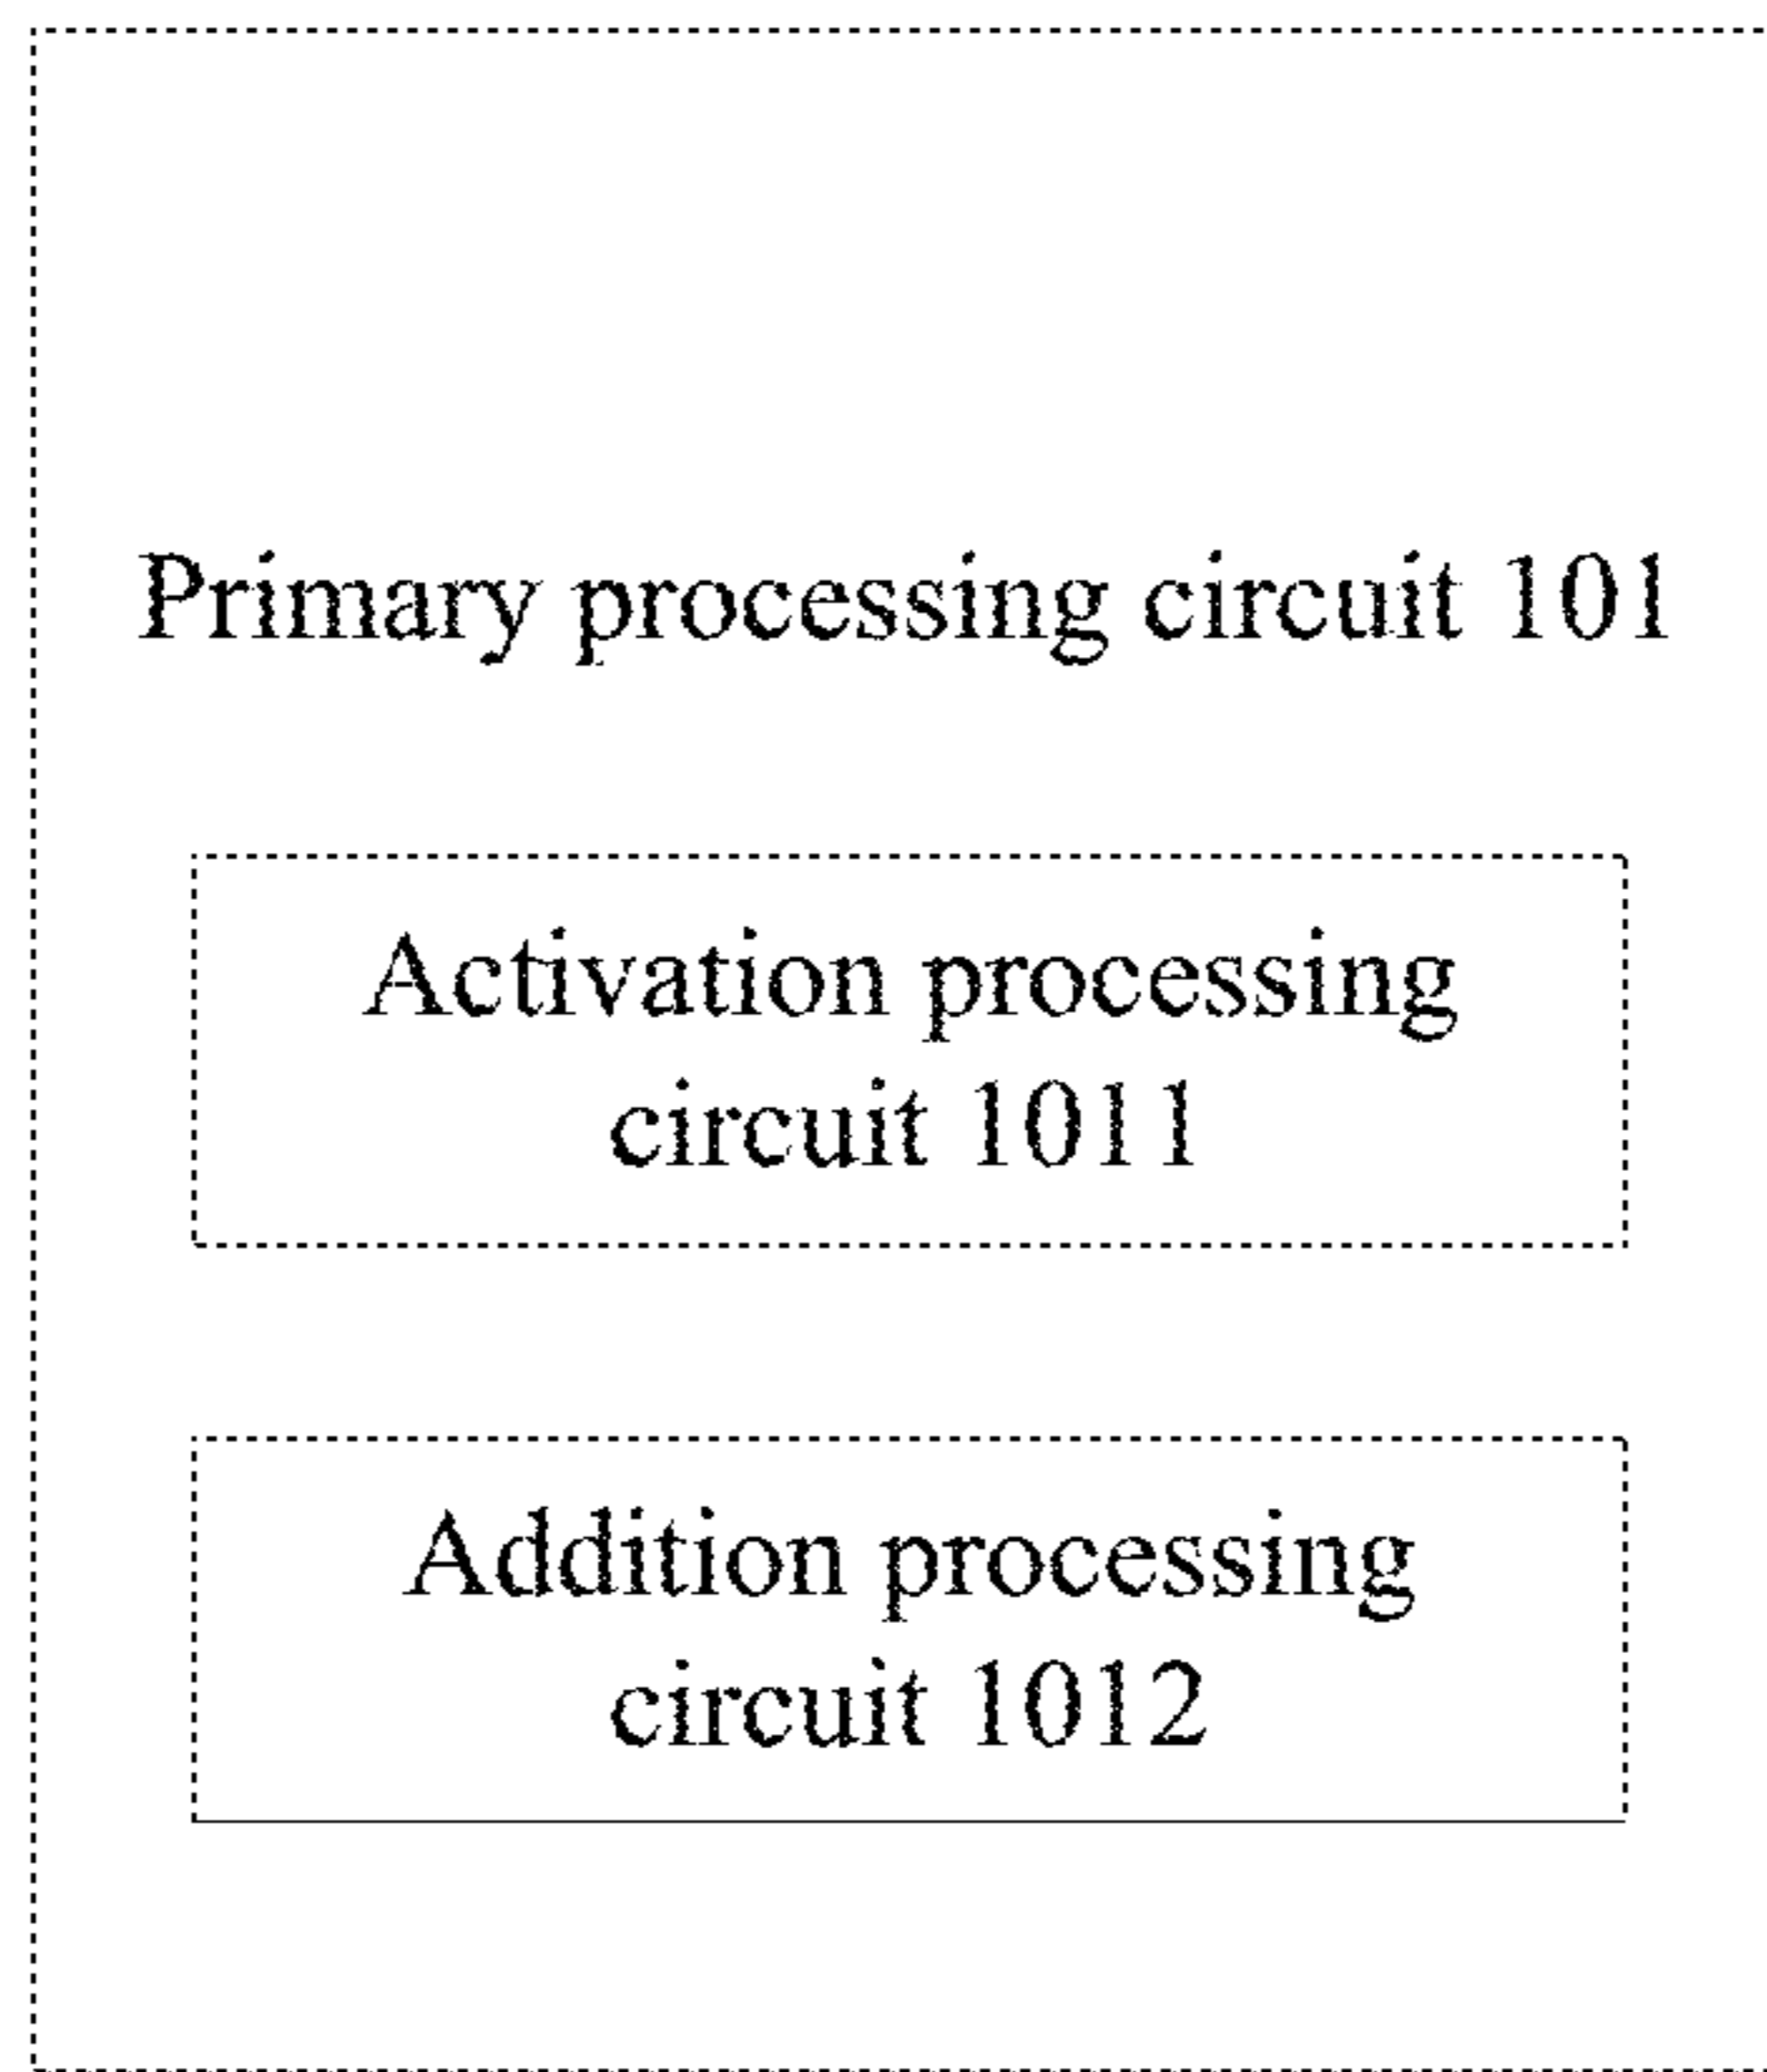 Primary processing circuit 101
Activation processing
circuit 1011
Addition processing
circuit 1012